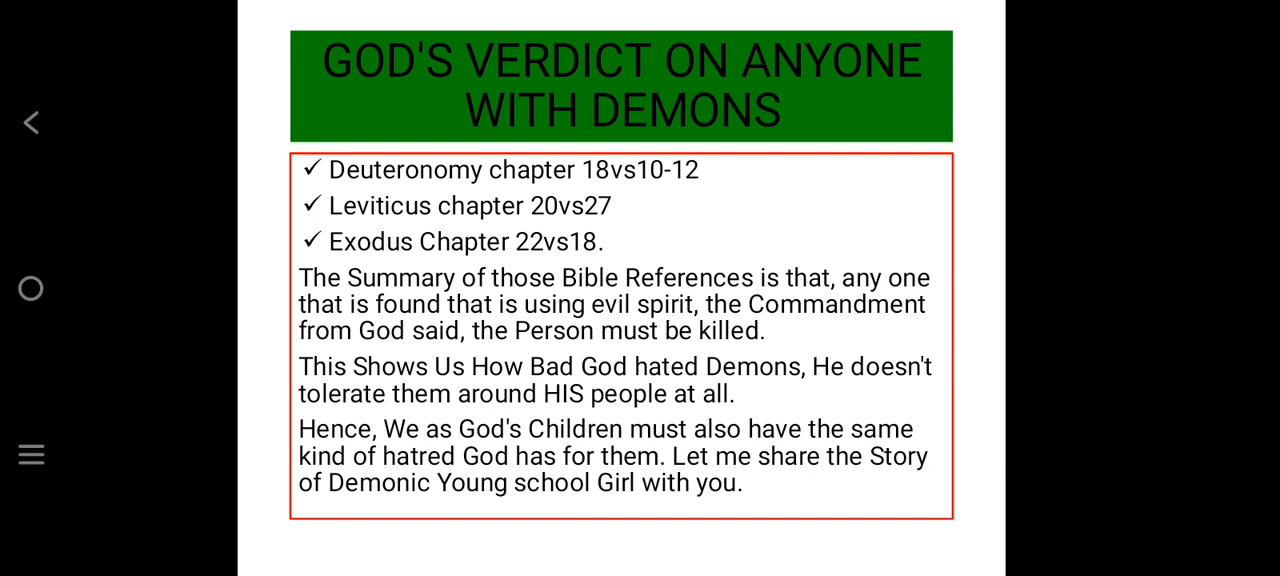 GOD'S VERDICT ON ANYONE
WITH DEMONS
✓ Deuteronomy chapter 18vs10-12
✓ Leviticus chapter 20vs27
✓ Exodus Chapter 22vs18.
The Summary of those Bible References is that, any one
that is found that is using evil spirit, the Commandment
from God said, the Person must be killed.
This Shows Us How Bad God hated Demons, He doesn't
tolerate them around HIS people at all.
Hence, We as God's Children must also have the same
kind of hatred God has for them. Let me share the Story
of Demonic Young school Girl with you.